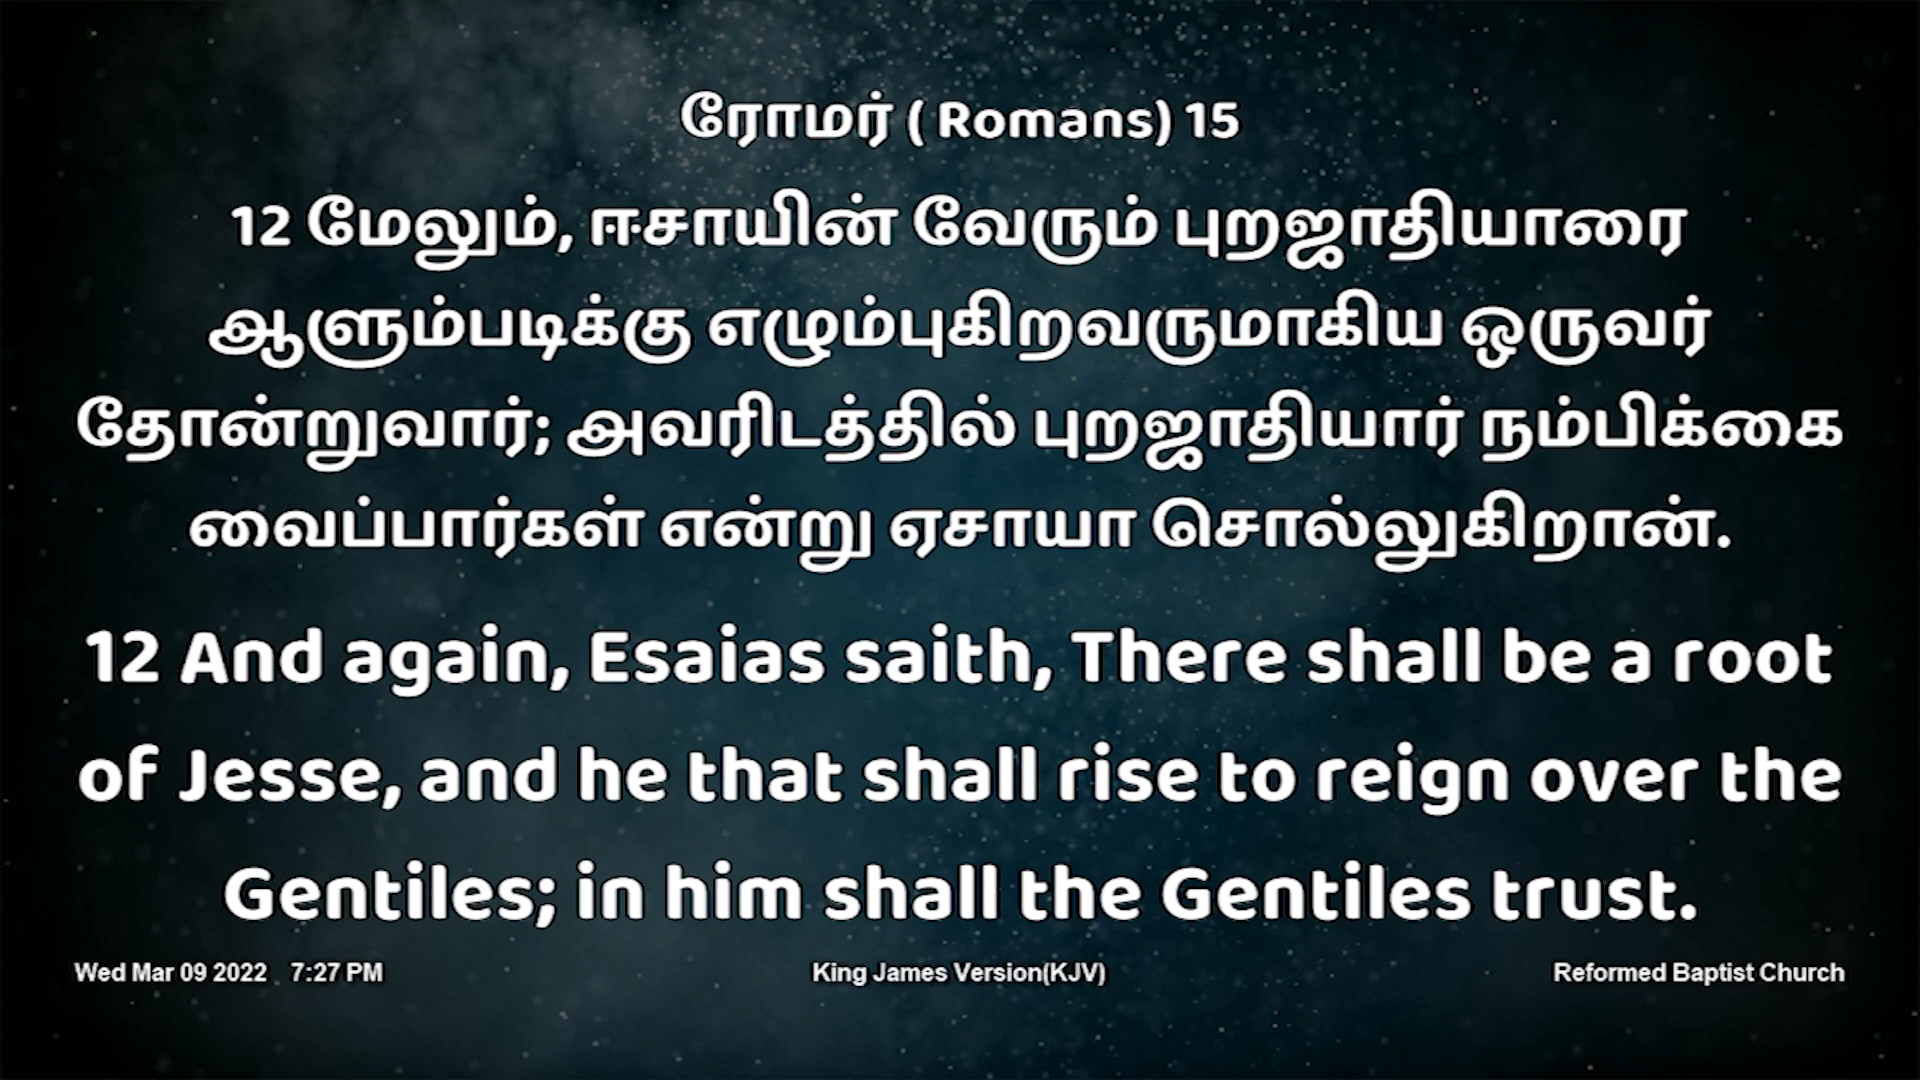 ரோமர் ( Romans) 15
12 மேலும், ஈசாயின் வேரும் புறஜாதியாரை
ஆளும்படிக்கு எழும்புகிறவருமாகிய ஒருவர்
தோன்றுவார்; அவரிடத்தில் புறஜாதியார் நம்பிக்கை
வைப்பார்கள் என்று ஏசாயா சொல்லுகிறான்.
12 And again, Esaias saith, There shall be a root
of Jesse, and he that shall rise to reign over the
Gentiles; in him shall the Gentiles trust.
Wed Mar 09 2022 7:27 PM King James Version(KJV) Reformed Baptist Church